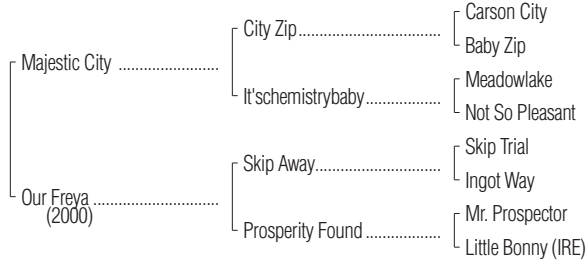 Carson City
City Zip..............................
Baby Zip
Majestic City ......................
Meadowlake
It'schemistrybaby................
Not So Pleasant
Skip Trial
Skip Away..........................
Ingot Way
Our Freya ...........................
(2000)
Mr. Prospector
Prosperity Found ................
Little Bonny (IRE)